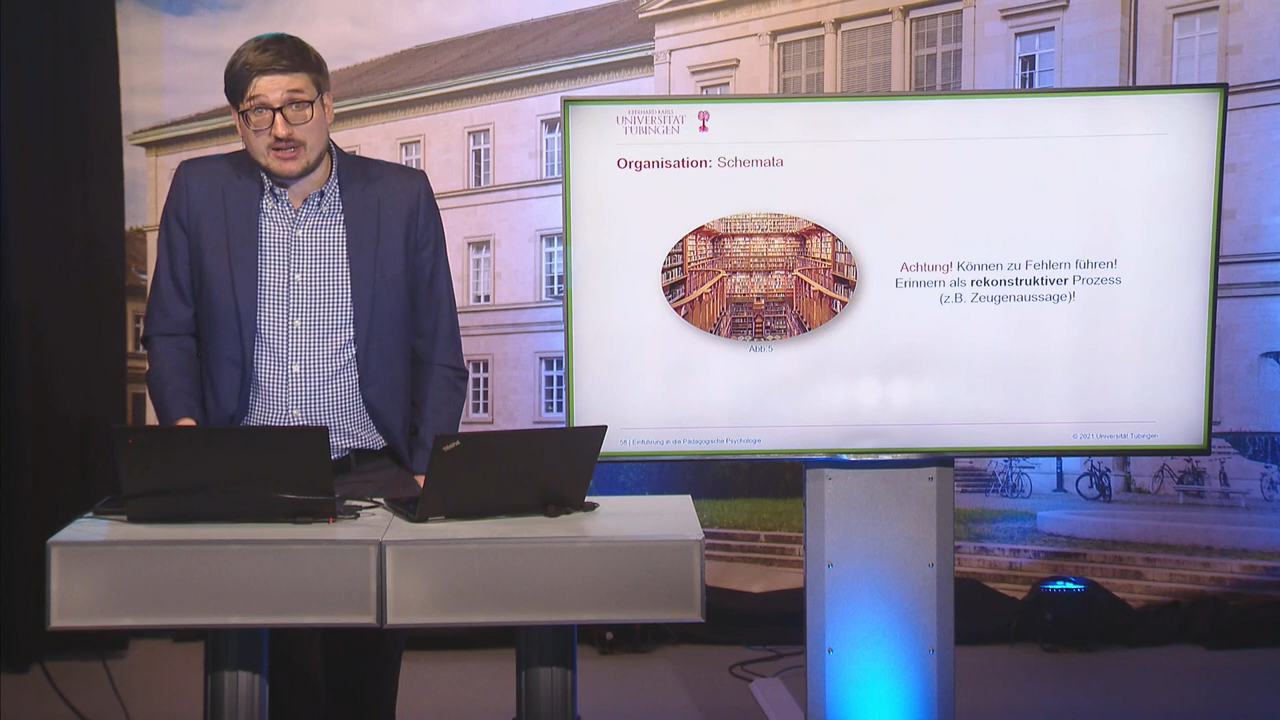 EBERHARD KARLS
UNIVERSITÄT
TÜBINGEN
Organisation: Schemata
Achtung! Können zu Fehlern führen!
Erinnern als rekonstruktiver Prozess
(z.B. Zeugenaussage)!
Abb.5
58 | Einführung in die Pädagogische Psychologie
© 2021 Universität Tübingen
ThinkPad